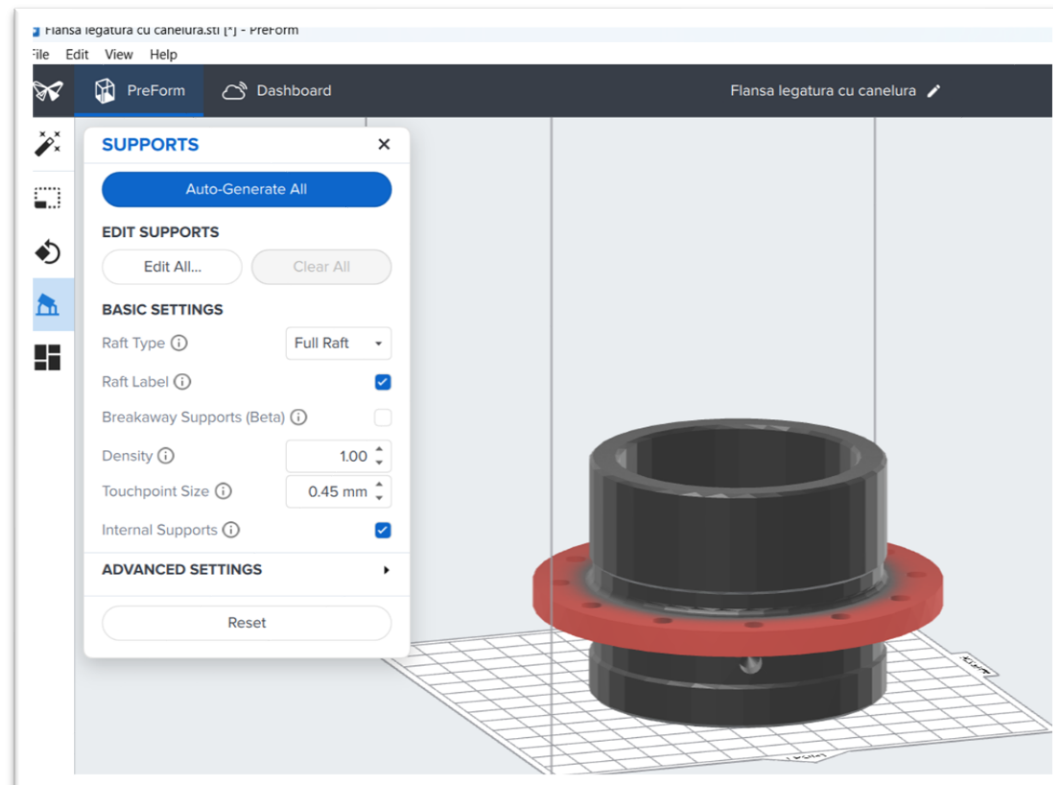 Flansa legatura cu canelura.stl [*] - PreForm
File Edit View Help
PreForm Dashboard Flansa legatura cu canelura
SUPPORTS
Auto-Generate All
EDIT SUPPORTS
Edit All... Clear All
BASIC SETTINGS
Raft Type Full Raft
Raft Label
Breakaway Supports (Beta)
Density 1.00
Touchpoint Size 0.45 mm
Internal Supports
ADVANCED SETTINGS
Reset